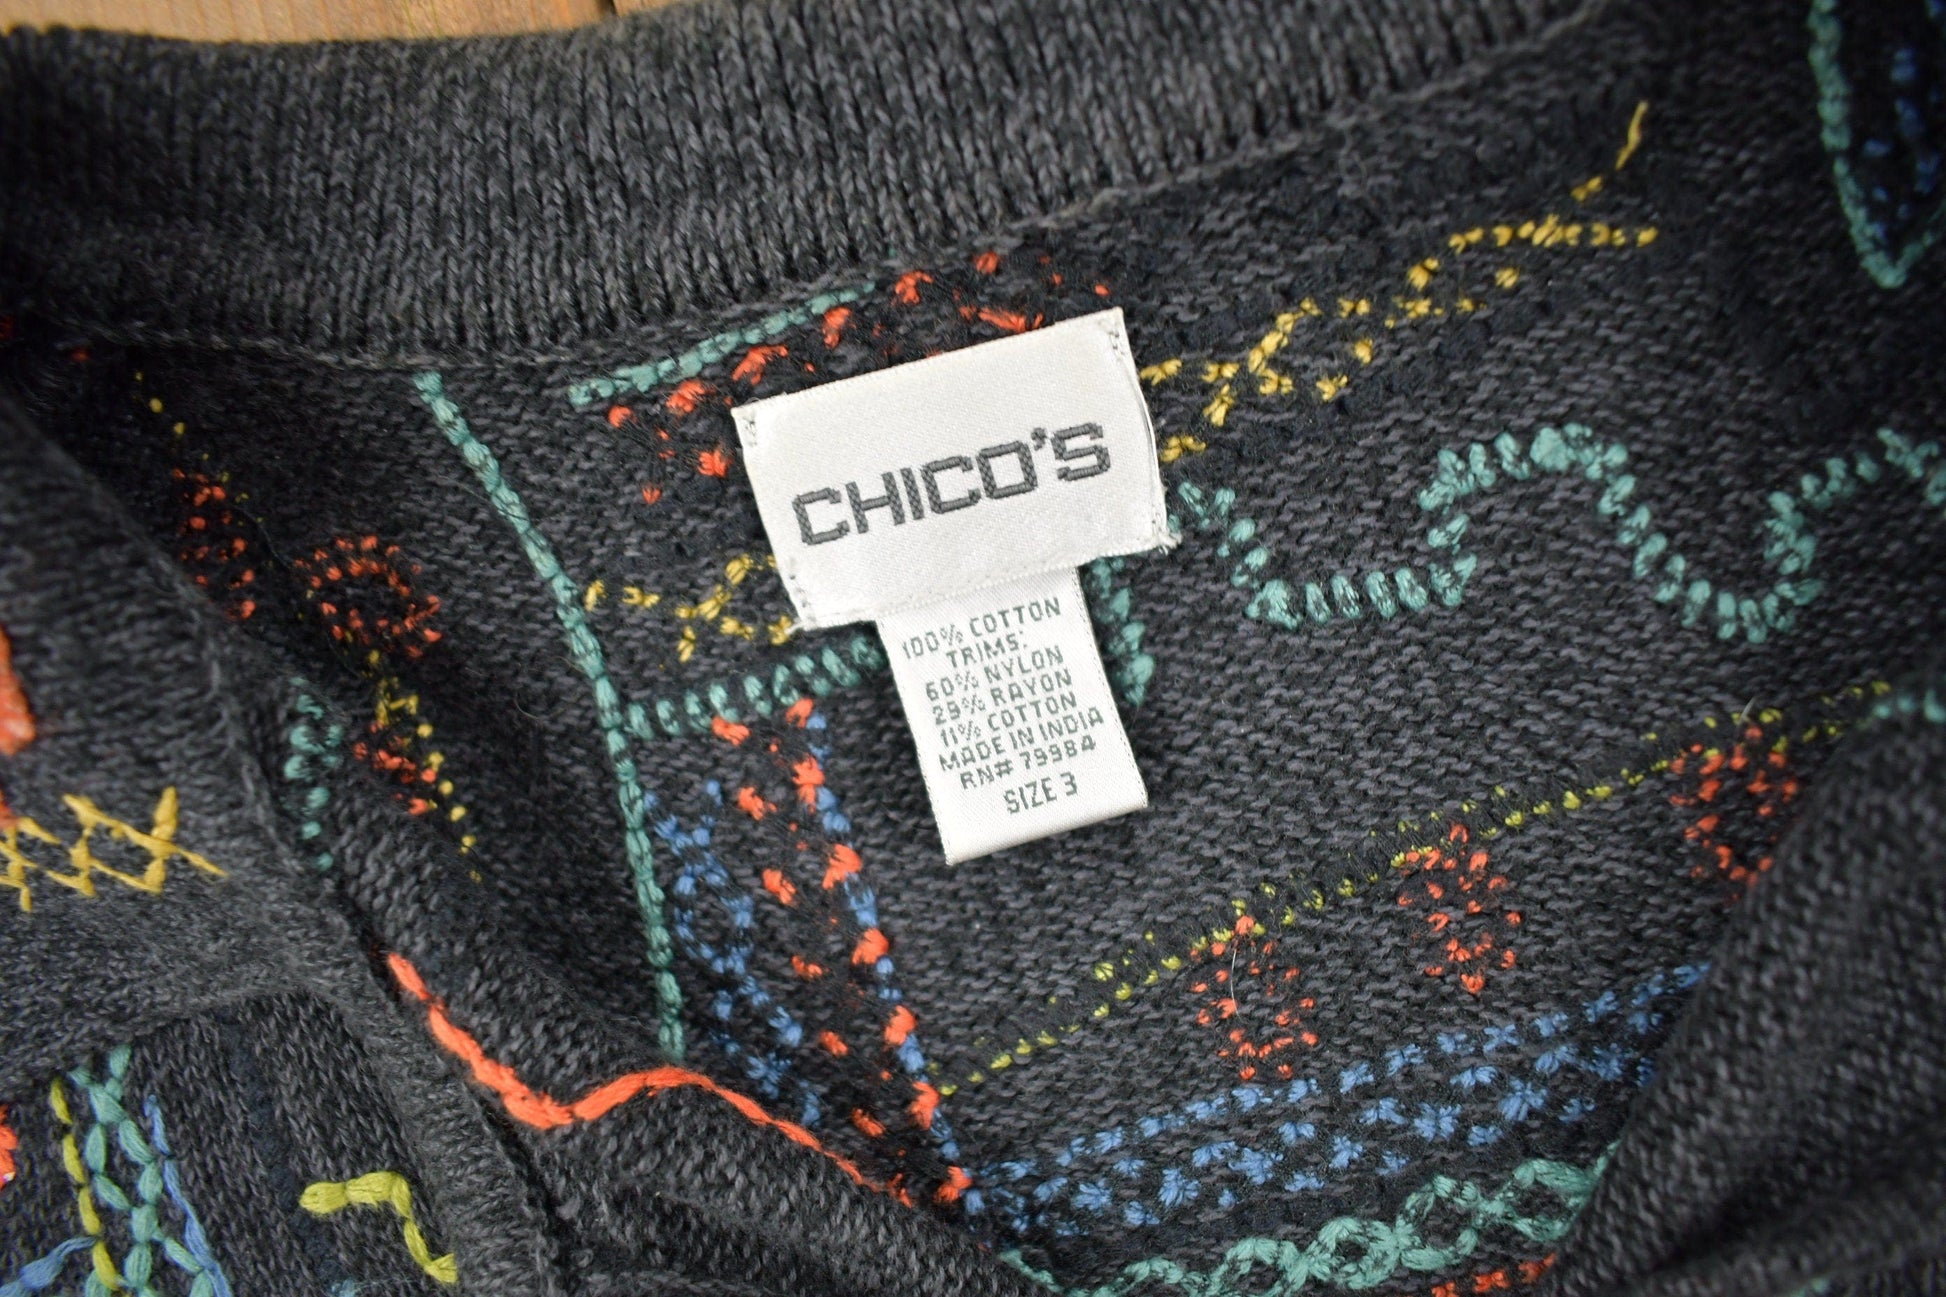 CHICO'S
100% COTTON
TRIMS:
60% NYLON
29% RAYON
11% COTTON
MADE IN INDIA
RN# 79984
SIZE 3